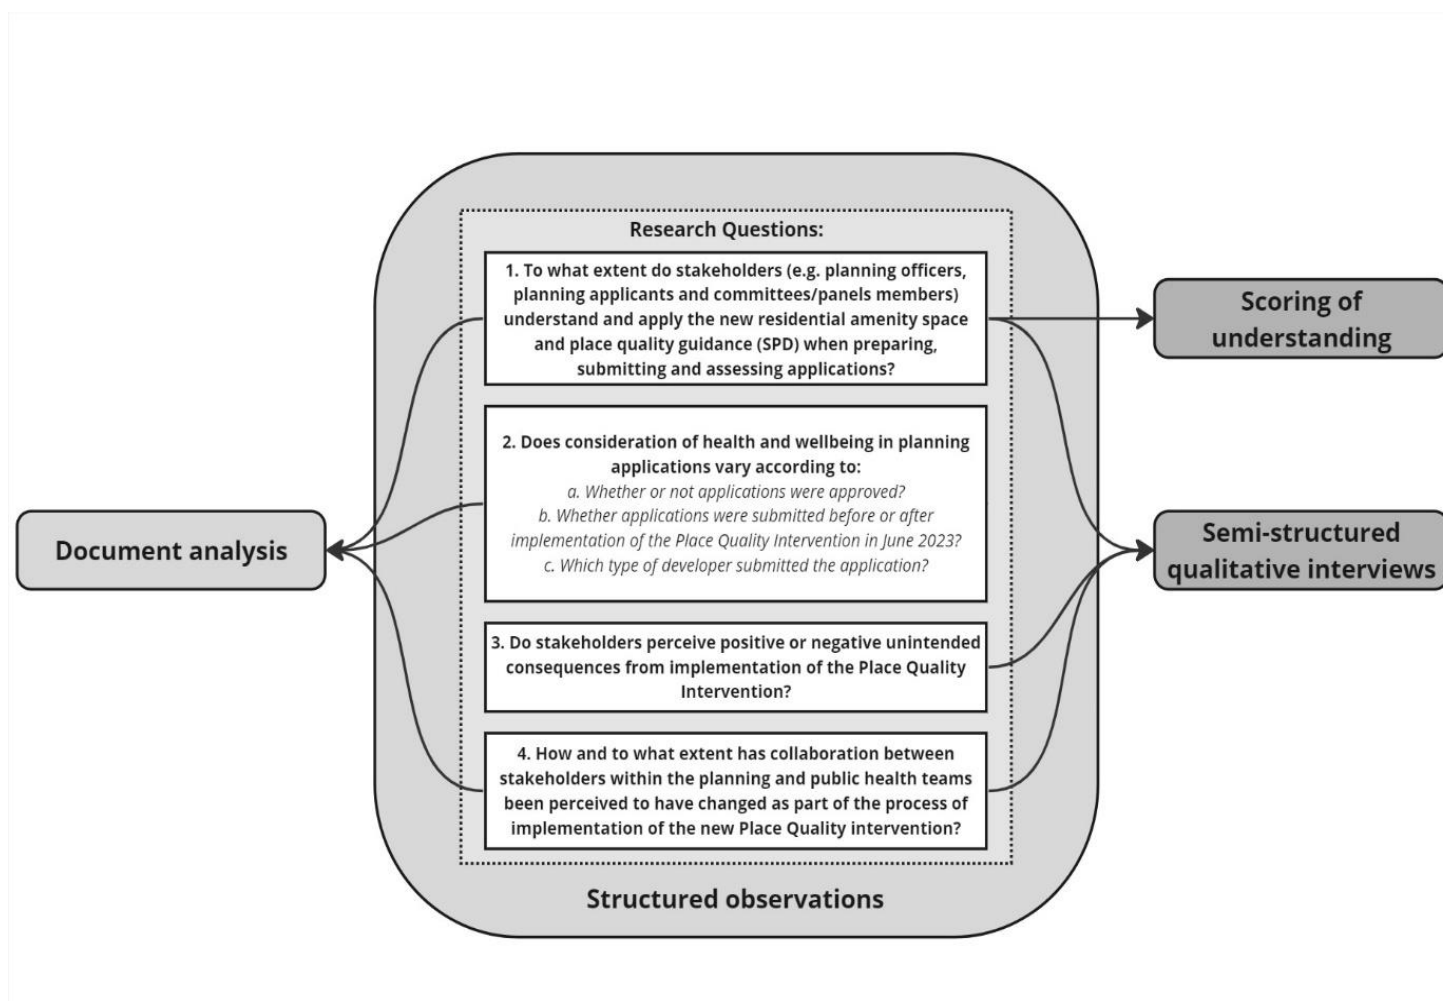 Research Questions:
1. To what extent do stakeholders (e.g. planning officers,
planning applicants and committees/panels members)
understand and apply the new residential amenity space
and place quality guidance (SPD) when preparing,
submitting and assessing applications?
2. Does consideration of health and wellbeing in planning
applications vary according to:
a. Whether or not applications were approved?
b. Whether applications were submitted before or after
implementation of the Place Quality Intervention in June 2023?
c. Which type of developer submitted the application?
3. Do stakeholders perceive positive or negative unintended
consequences from implementation of the Place Quality
Intervention?
4. How and to what extent has collaboration between
stakeholders within the planning and public health teams
been perceived to have changed as part of the process of
implementation of the new Place Quality intervention?
Structured observations
Document analysis
Scoring of
understanding
Semi-structured
qualitative interviews